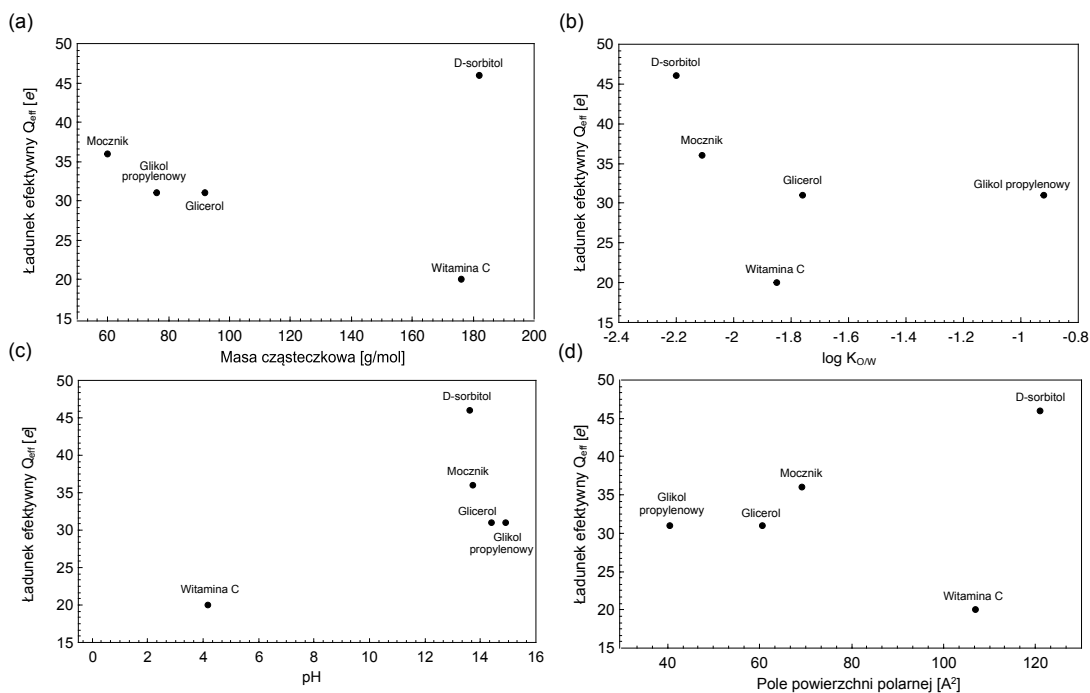 (a)
50
45
40
35
30
25
20
15
Ładunek efektywny Qeff [e]
D-sorbitol
Mocznik
Glikol
propylenowy
Glicerol
Witamina C
60 80 100 120 140 160 180 200
Masa cząsteczkowa [g/mol]
(b)
50
45
40
35
30
25
20
15
Ładunek efektywny Qeff [e]
D-sorbitol
Mocznik
Glicerol
Glikol propylenowy
Witamina C
-2.4 -2.2 -2 -1.8 -1.6 -1.4 -1.2 -1 -0.8
log KO/W
(c)
50
45
40
35
30
25
20
15
Ładunek efektywny Qeff [e]
D-sorbitol
Mocznik
Glicerol
Glikol
propylenowy
Witamina C
0 2 4 6 8 10 12 14 16
pH
(d)
50
45
40
35
30
25
20
15
Ładunek efektywny Qeff [e]
D-sorbitol
Mocznik
Glikol
propylenowy
Glicerol
Witamina C
40 60 80 100 120
Pole powierzchni polarnej [A²]